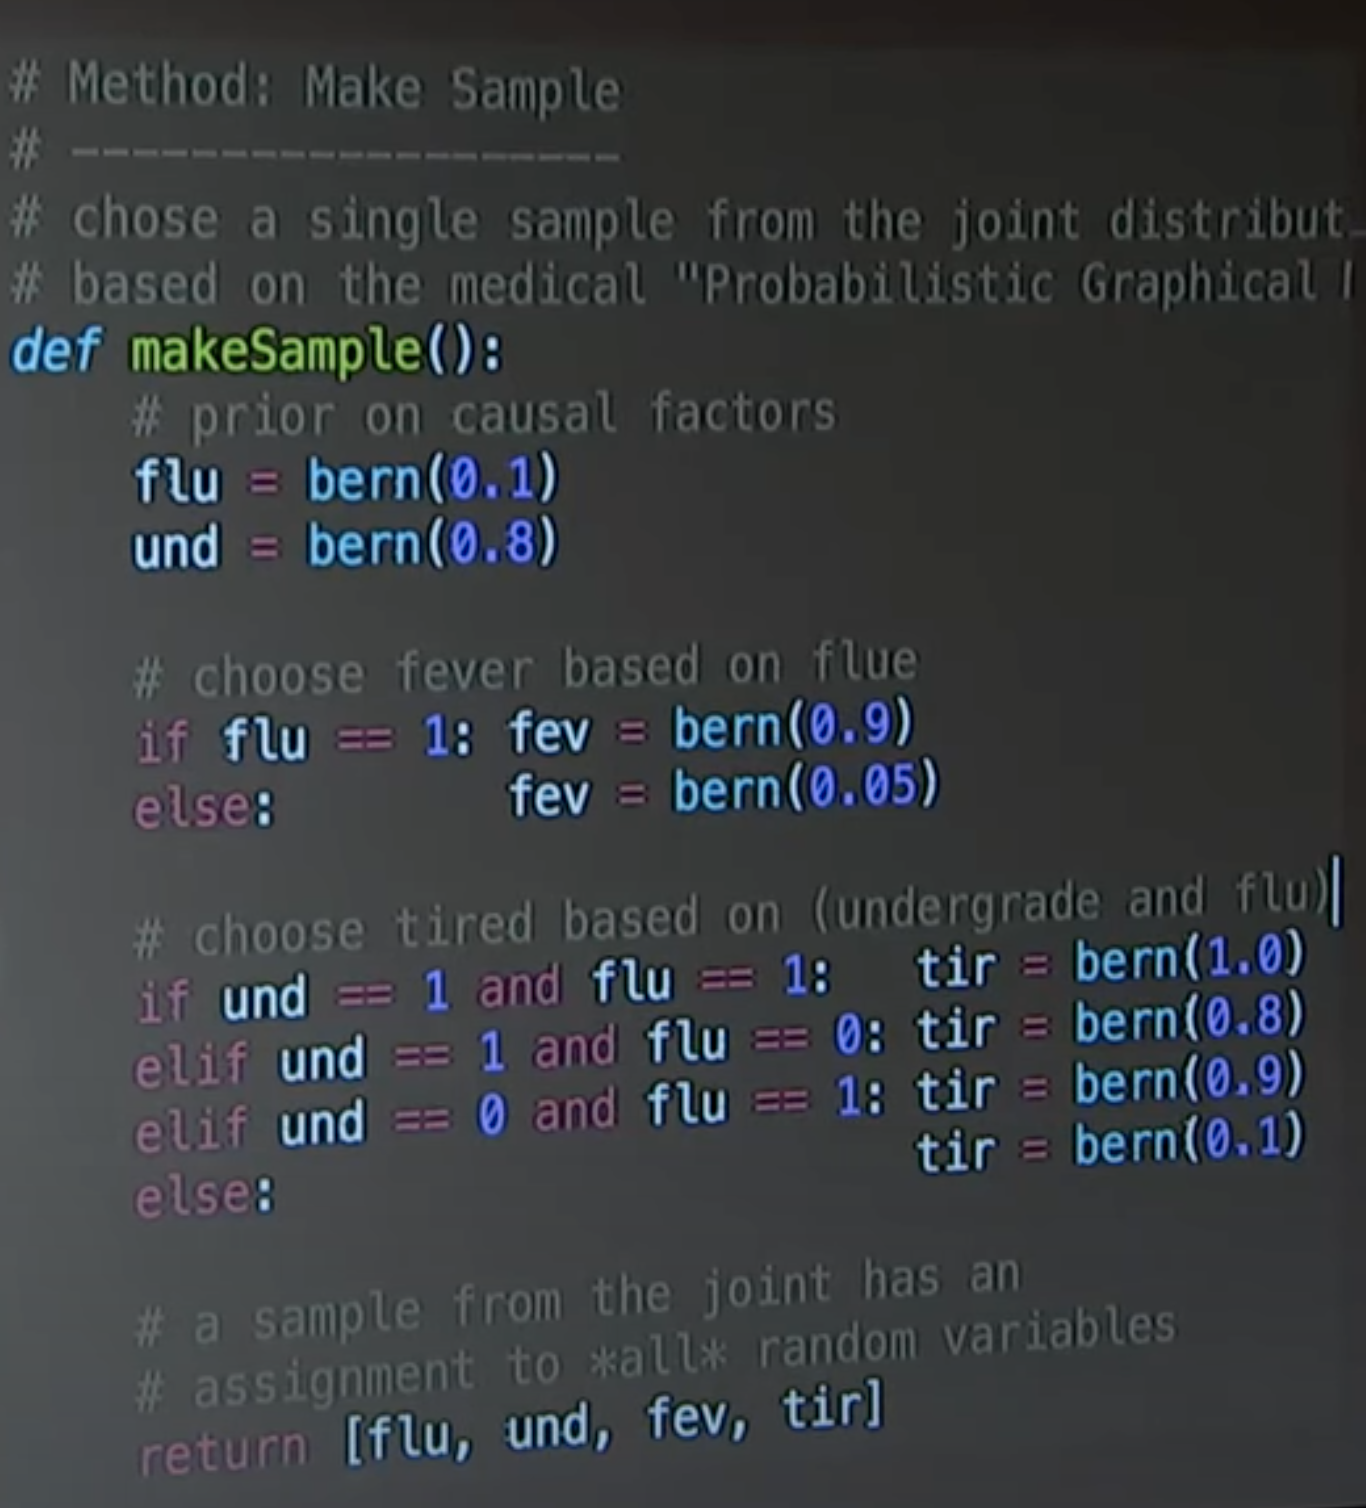 # Method: Make Sample
# -------------------
# chose a single sample from the joint distribut
# based on the medical "Probabilistic Graphical
def makeSample():
    # prior on causal factors
    flu = bern(0.1)
    und = bern(0.8)

    # choose fever based on flue
    if flu == 1: fev = bern(0.9)
    else:        fev = bern(0.05)

    # choose tired based on (undergrade and flu)
    if und == 1 and flu == 1:   tir = bern(1.0)
    elif und == 1 and flu == 0: tir = bern(0.8)
    elif und == 0 and flu == 1: tir = bern(0.9)
    else:                       tir = bern(0.1)

    # a sample from the joint has an
    # assignment to *all* random variables
    return [flu, und, fev, tir]